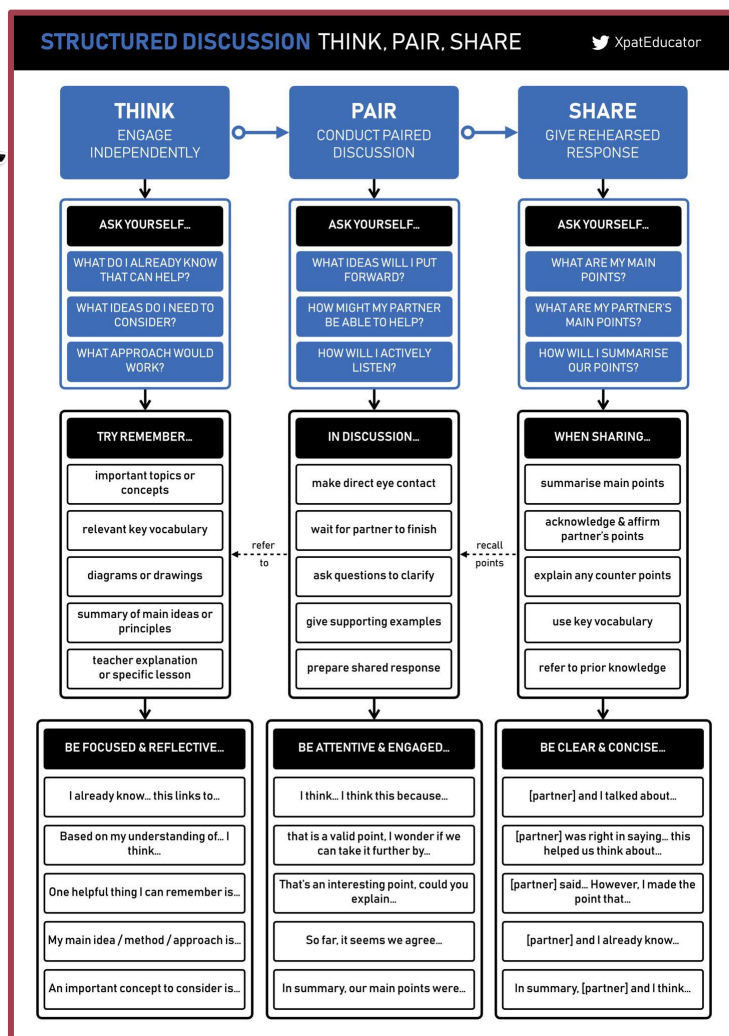 STRUCTURED DISCUSSION THINK, PAIR, SHARE
XpatEducator
THINK
ENGAGE
INDEPENDENTLY
PAIR
CONDUCT PAIRED
DISCUSSION
SHARE
GIVE REHEARSED
RESPONSE
ASK YOURSELF...
WHAT DO I ALREADY KNOW
THAT CAN HELP?
WHAT IDEAS DO I NEED TO
CONSIDER?
WHAT APPROACH WOULD
WORK?
ASK YOURSELF...
WHAT IDEAS WILL I PUT
FORWARD?
HOW MIGHT MY PARTNER
BE ABLE TO HELP?
HOW WILL I ACTIVELY
LISTEN?
ASK YOURSELF...
WHAT ARE MY MAIN
POINTS?
WHAT ARE MY PARTNER'S
MAIN POINTS?
HOW WILL I SUMMARISE
OUR POINTS?
TRY REMEMBER...
important topics or
concepts
relevant key vocabulary
diagrams or drawings
summary of main ideas or
principles
teacher explanation
or specific lesson
refer
to
IN DISCUSSION...
make direct eye contact
wait for partner to finish
ask questions to clarify
give supporting examples
prepare shared response
recall
points
WHEN SHARING...
summarise main points
acknowledge & affirm
partner's points
explain any counter points
use key vocabulary
refer to prior knowledge
BE FOCUSED & REFLECTIVE...
I already know... this links to...
Based on my understanding of... I
think...
One helpful thing I can remember is...
My main idea / method / approach is...
An important concept to consider is...
BE ATTENTIVE & ENGAGED...
I think... I think this because...
that is a valid point, I wonder if we
can take it further by...
That's an interesting point, could you
explain...
So far, it seems we agree...
In summary, our main points were...
BE CLEAR & CONCISE...
[partner] and I talked about...
[partner] was right in saying... this
helped us think about...
[partner] said... However, I made the
point that...
[partner] and I already know...
In summary, [partner] and I think...